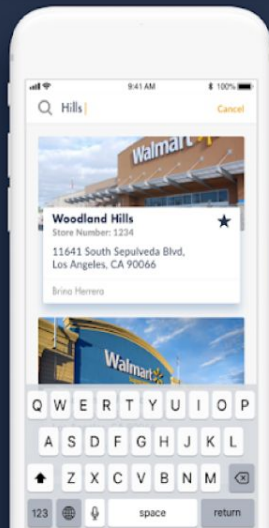 9:41 AM 100%
Hills Cancel
Walmart
Woodland Hills
Store Number: 1234
11641 South Sepulveda Blvd,
Los Angeles, CA 90066
Brina Herrera
Walmart
Q W E R T Y U I O P
A S D F G H J K L
Z X C V B N M
123 space return